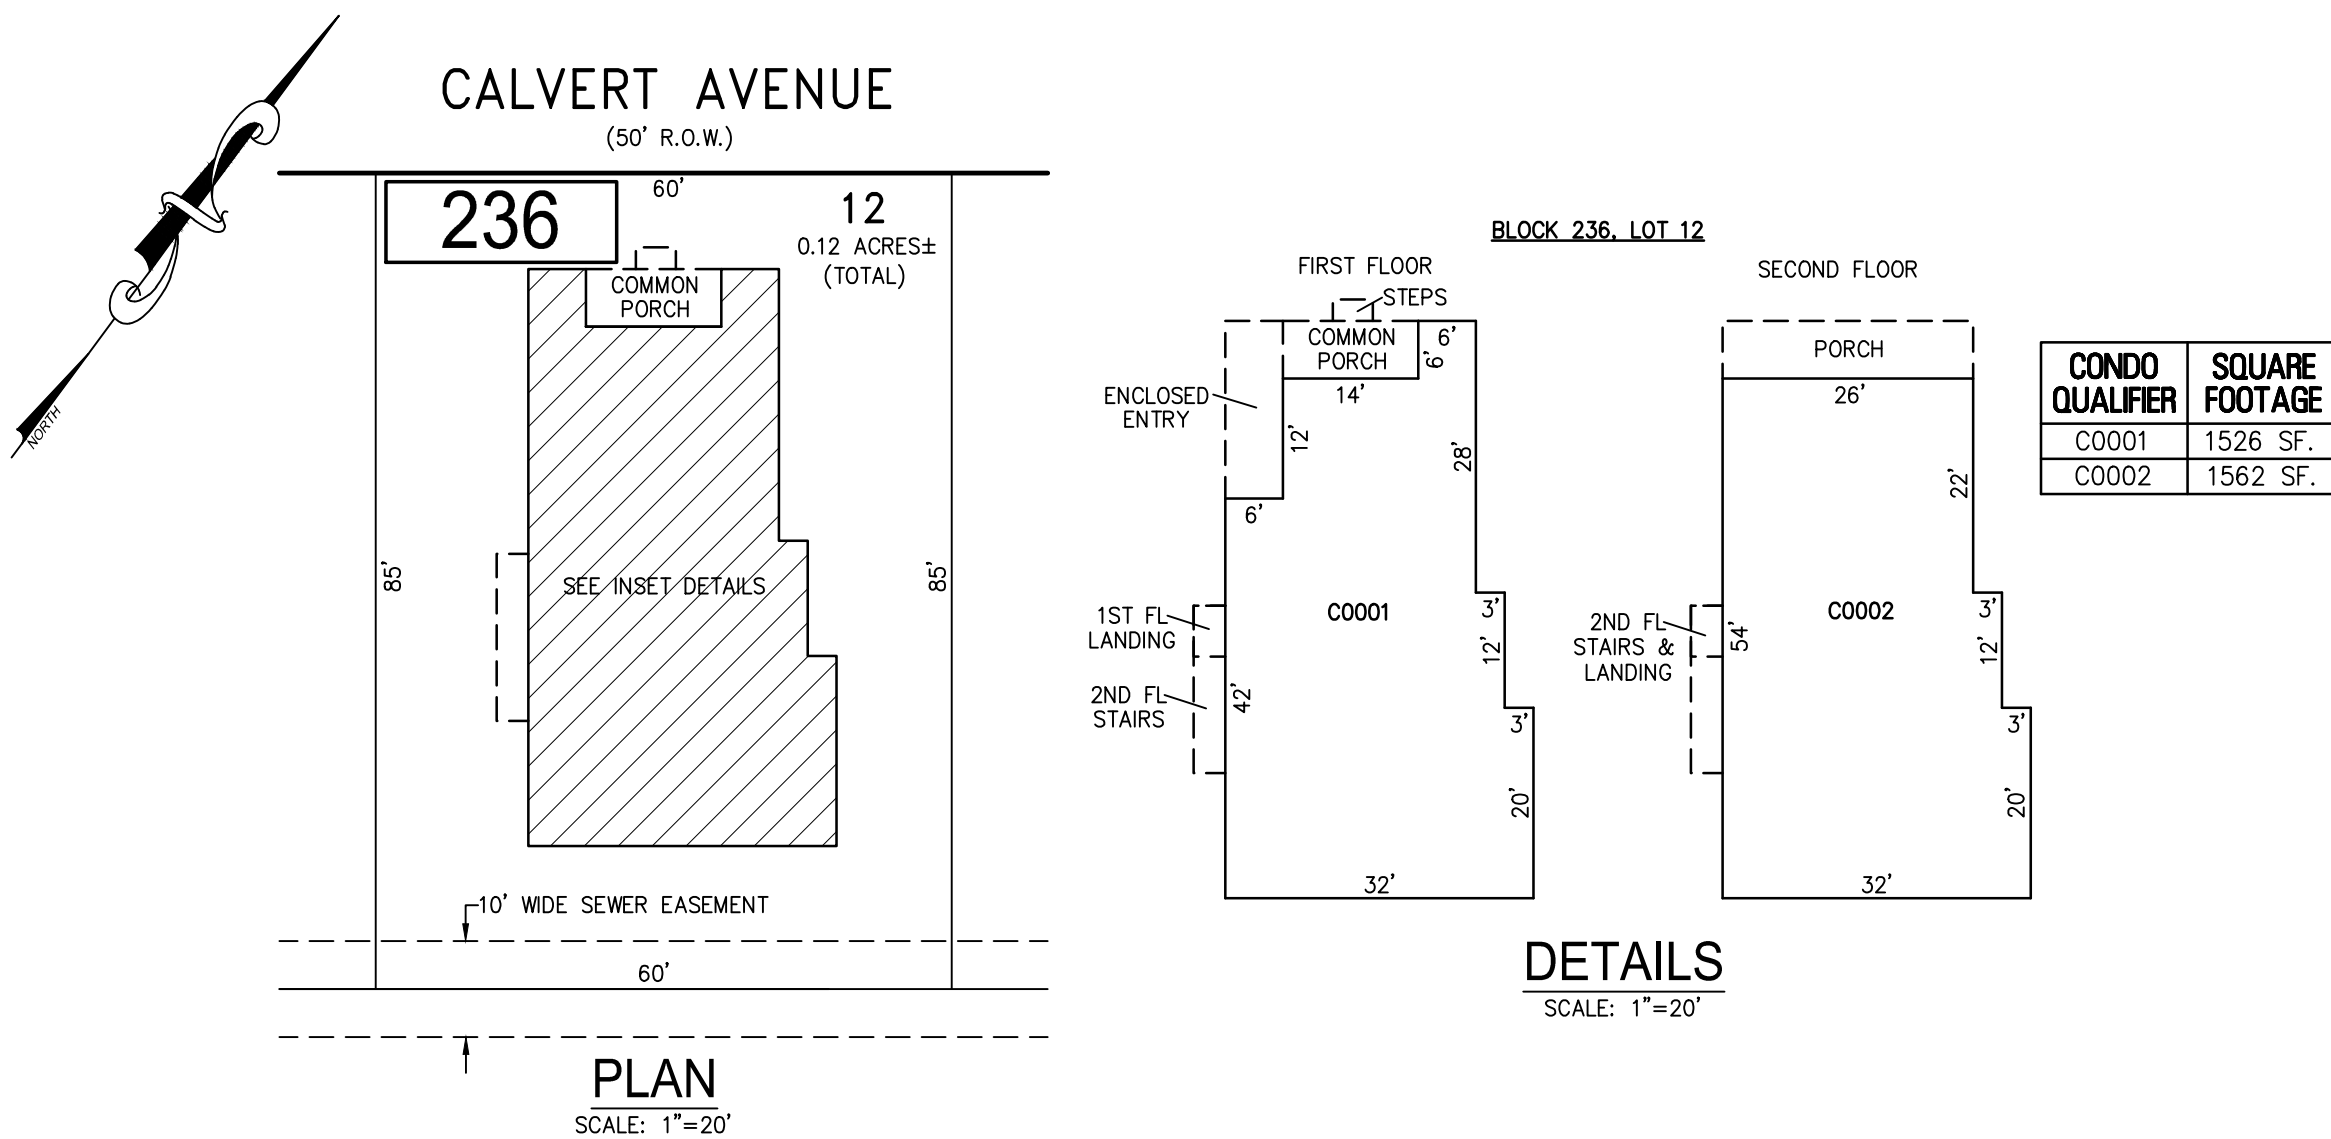 CALVERT AVENUE
(50' R.O.W.)
NORTH
236
60'
12
0.12 ACRES±
(TOTAL)
COMMON
PORCH
85'
SEE INSET DETAILS
85'
10' WIDE SEWER EASEMENT
60'
PLAN
SCALE: 1"=20'
BLOCK 236, LOT 12
FIRST FLOOR
STEPS
COMMON
PORCH
6'
6'
14'
ENCLOSED
ENTRY
12'
28'
6'
1ST FL
LANDING
C0001
3'
12'
2ND FL
STAIRS
42'
3'
20'
32'
SECOND FLOOR
PORCH
26'
22'
2ND FL
STAIRS &
LANDING
54'
C0002
3'
12'
3'
20'
32'
DETAILS
SCALE: 1"=20'
CONDO QUALIFIER SQUARE FOOTAGE
C0001 1526 SF.
C0002 1562 SF.